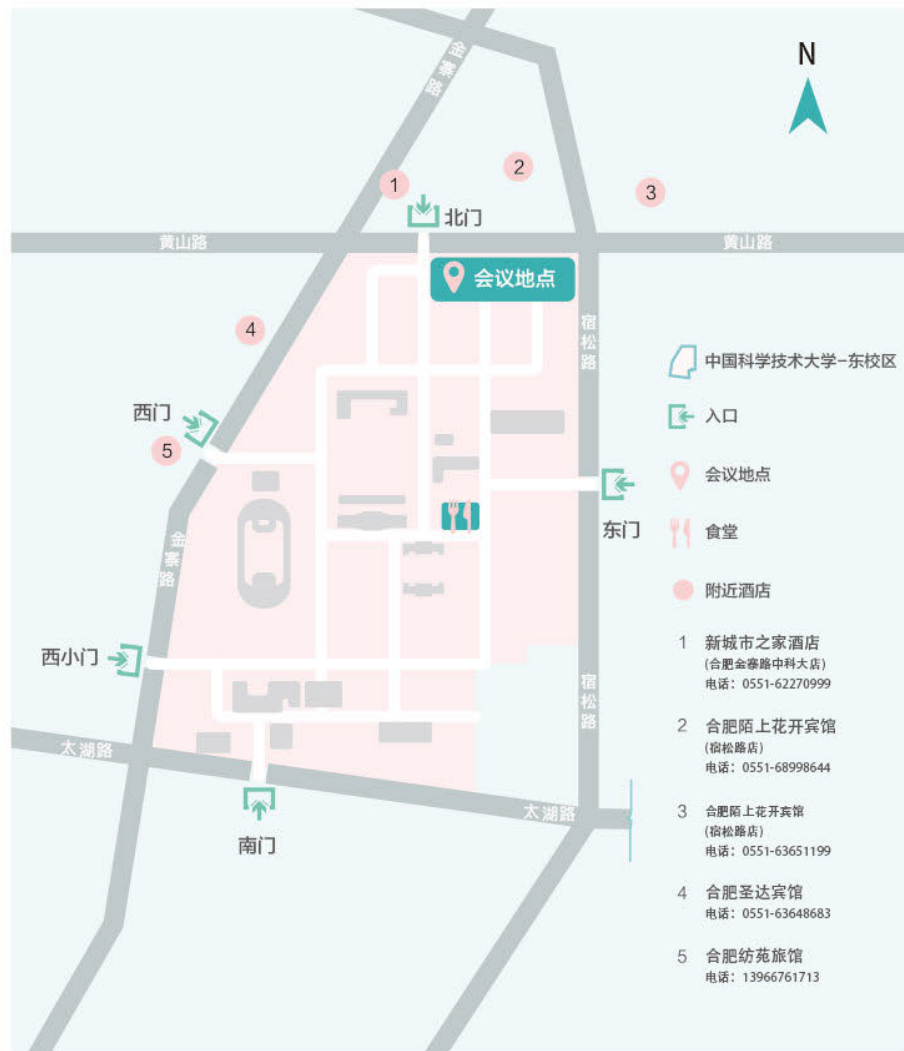 N
金寨路
1
2
3
北门
黄山路
黄山路
会议地点
宿松路
4
中国科学技术大学-东校区
西门
入口
5
会议地点
东门
食堂
金寨路
附近酒店
西小门
宿松路
1 新城市之家酒店
(合肥金寨路中科大店)
电话：0551-62270999
2 合肥陌上花开宾馆
(宿松路店)
电话：0551-68998644
太湖路
太湖路
南门
3 合肥陌上花开宾馆
(宿松路店)
电话：0551-63651199
4 合肥圣达宾馆
电话：0551-63648683
5 合肥纺苑旅馆
电话：13966761713